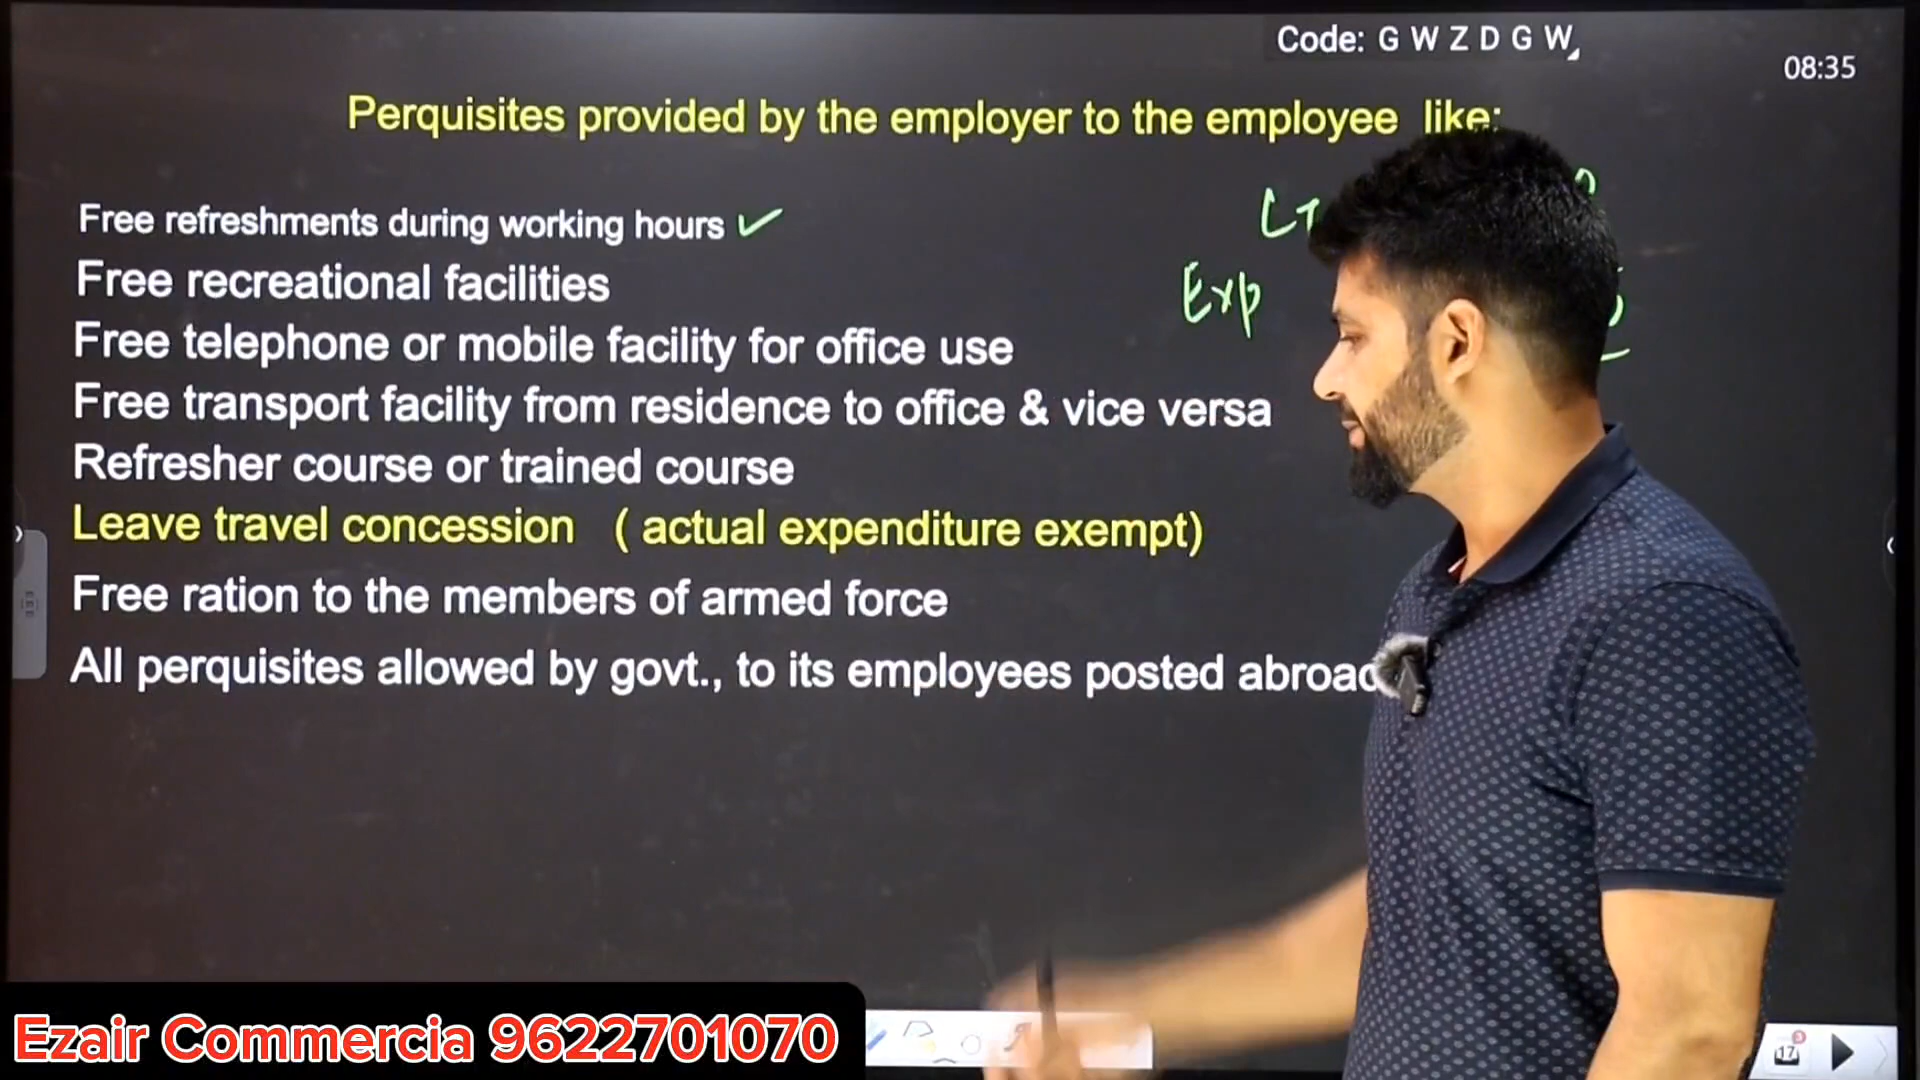 Code: G W Z D G W
08:35
Perquisites provided by the employer to the employee like:
Free refreshments during working hours
Free recreational facilities
Exp
Free telephone or mobile facility for office use
Free transport facility from residence to office & vice versa
Refresher course or trained course
Leave travel concession ( actual expenditure exempt)
Free ration to the members of armed force
All perquisites allowed by govt., to its employees posted abroad
Ezair Commercia 9622701070
17